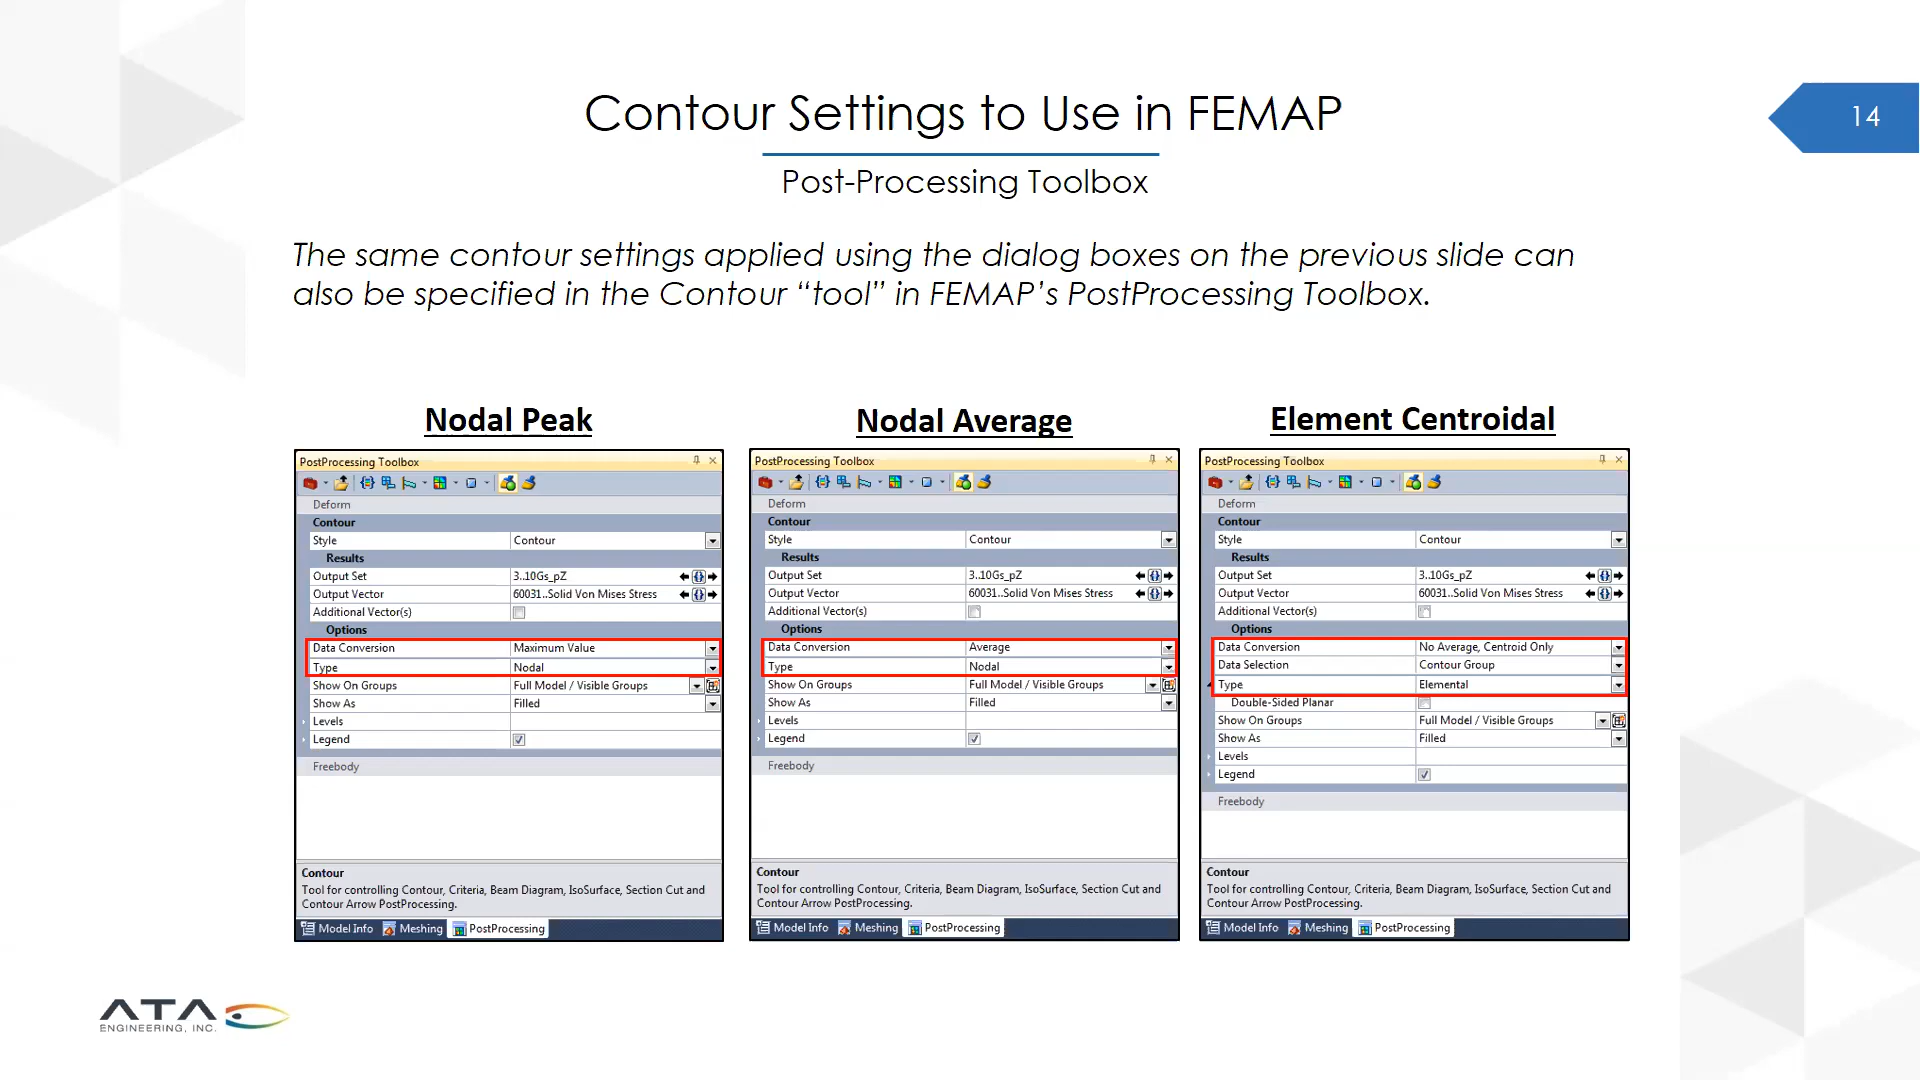 Contour Settings to Use in FEMAP
14
Post-Processing Toolbox
The same contour settings applied using the dialog boxes on the previous slide can
also be specified in the Contour “tool” in FEMAP’s PostProcessing Toolbox.
Nodal Peak
PostProcessing Toolbox
Deform
Contour
Style Contour
Results
Output Set 3..10Gs_pZ
Output Vector 60031..Solid Von Mises Stress
Additional Vector(s)
Options
Data Conversion Maximum Value
Type Nodal
Show On Groups Full Model / Visible Groups
Show As Filled
Levels
Legend
Freebody
Contour
Tool for controlling Contour, Criteria, Beam Diagram, IsoSurface, Section Cut and
Contour Arrow PostProcessing.
Model Info Meshing PostProcessing
Nodal Average
PostProcessing Toolbox
Deform
Contour
Style Contour
Results
Output Set 3..10Gs_pZ
Output Vector 60031..Solid Von Mises Stress
Additional Vector(s)
Options
Data Conversion Average
Type Nodal
Show On Groups Full Model / Visible Groups
Show As Filled
Levels
Legend
Freebody
Contour
Tool for controlling Contour, Criteria, Beam Diagram, IsoSurface, Section Cut and
Contour Arrow PostProcessing.
Model Info Meshing PostProcessing
Element Centroidal
PostProcessing Toolbox
Deform
Contour
Style Contour
Results
Output Set 3..10Gs_pZ
Output Vector 60031..Solid Von Mises Stress
Additional Vector(s)
Options
Data Conversion No Average, Centroid Only
Data Selection Contour Group
Type Elemental
Double-Sided Planar
Show On Groups Full Model / Visible Groups
Show As Filled
Levels
Legend
Freebody
Contour
Tool for controlling Contour, Criteria, Beam Diagram, IsoSurface, Section Cut and
Contour Arrow PostProcessing.
Model Info Meshing PostProcessing
ATA
ENGINEERING, INC.